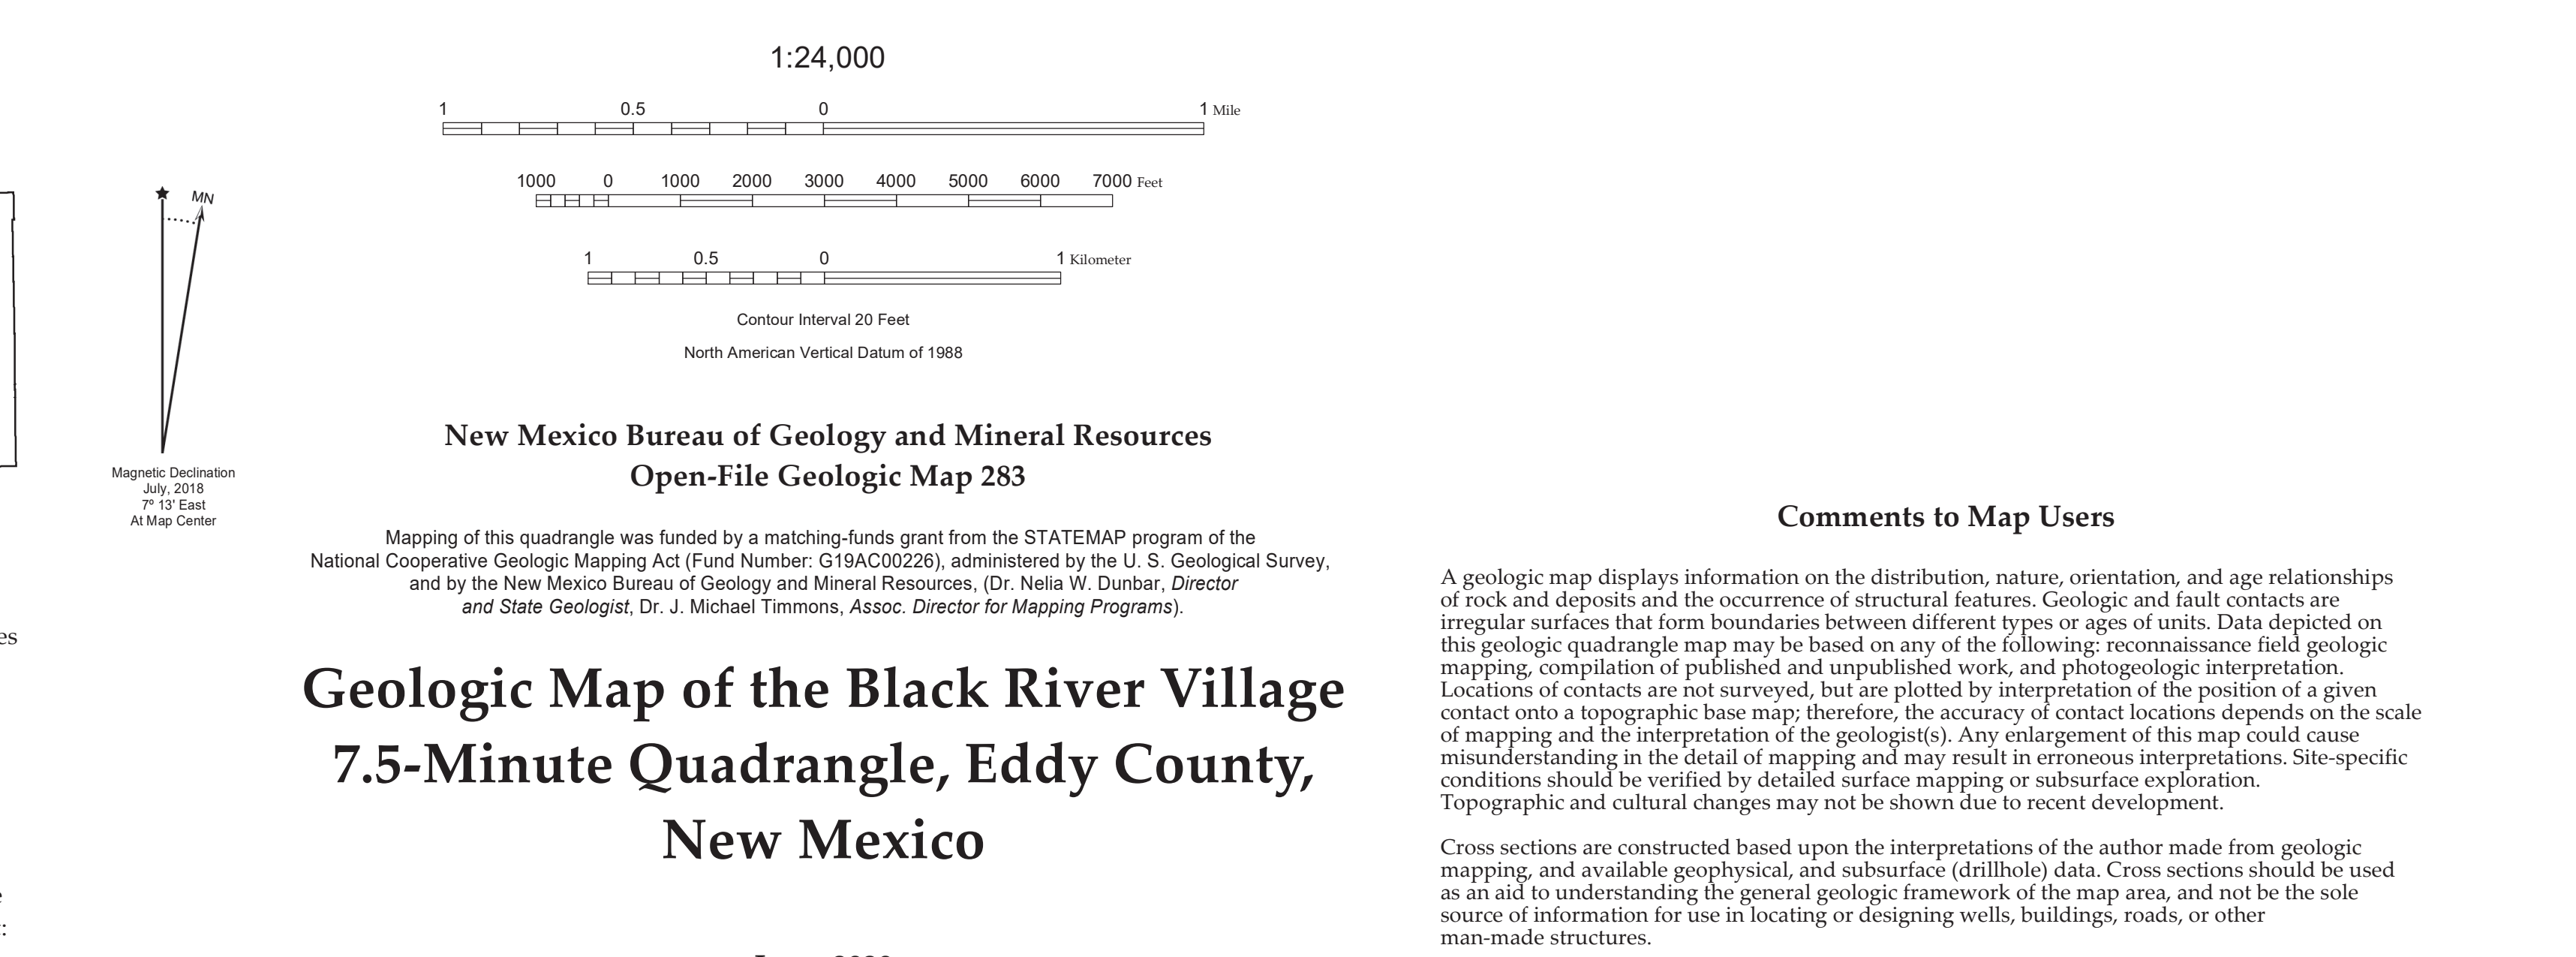 1:24,000
1 0.5 0 1 Mile
1000 0 1000 2000 3000 4000 5000 6000 7000 Feet
1 0.5 0 1 Kilometer
Contour Interval 20 Feet
North American Vertical Datum of 1988
MN
Magnetic Declination
July, 2018
7º 13' East
At Map Center
New Mexico Bureau of Geology and Mineral Resources
Open-File Geologic Map 283
Mapping of this quadrangle was funded by a matching-funds grant from the STATEMAP program of the
National Cooperative Geologic Mapping Act (Fund Number: G19AC00226), administered by the U. S. Geological Survey,
and by the New Mexico Bureau of Geology and Mineral Resources, (Dr. Nelia W. Dunbar, Director
and State Geologist, Dr. J. Michael Timmons, Assoc. Director for Mapping Programs).
Geologic Map of the Black River Village
7.5-Minute Quadrangle, Eddy County,
New Mexico
Comments to Map Users
A geologic map displays information on the distribution, nature, orientation, and age relationships
of rock and deposits and the occurrence of structural features. Geologic and fault contacts are
irregular surfaces that form boundaries between different types or ages of units. Data depicted on
this geologic quadrangle map may be based on any of the following: reconnaissance field geologic
mapping, compilation of published and unpublished work, and photogeologic interpretation.
Locations of contacts are not surveyed, but are plotted by interpretation of the position of a given
contact onto a topographic base map; therefore, the accuracy of contact locations depends on the scale
of mapping and the interpretation of the geologist(s). Any enlargement of this map could cause
misunderstanding in the detail of mapping and may result in erroneous interpretations. Site-specific
conditions should be verified by detailed surface mapping or subsurface exploration.
Topographic and cultural changes may not be shown due to recent development.
Cross sections are constructed based upon the interpretations of the author made from geologic
mapping, and available geophysical, and subsurface (drillhole) data. Cross sections should be used
as an aid to understanding the general geologic framework of the map area, and not be the sole
source of information for use in locating or designing wells, buildings, roads, or other
man-made structures.